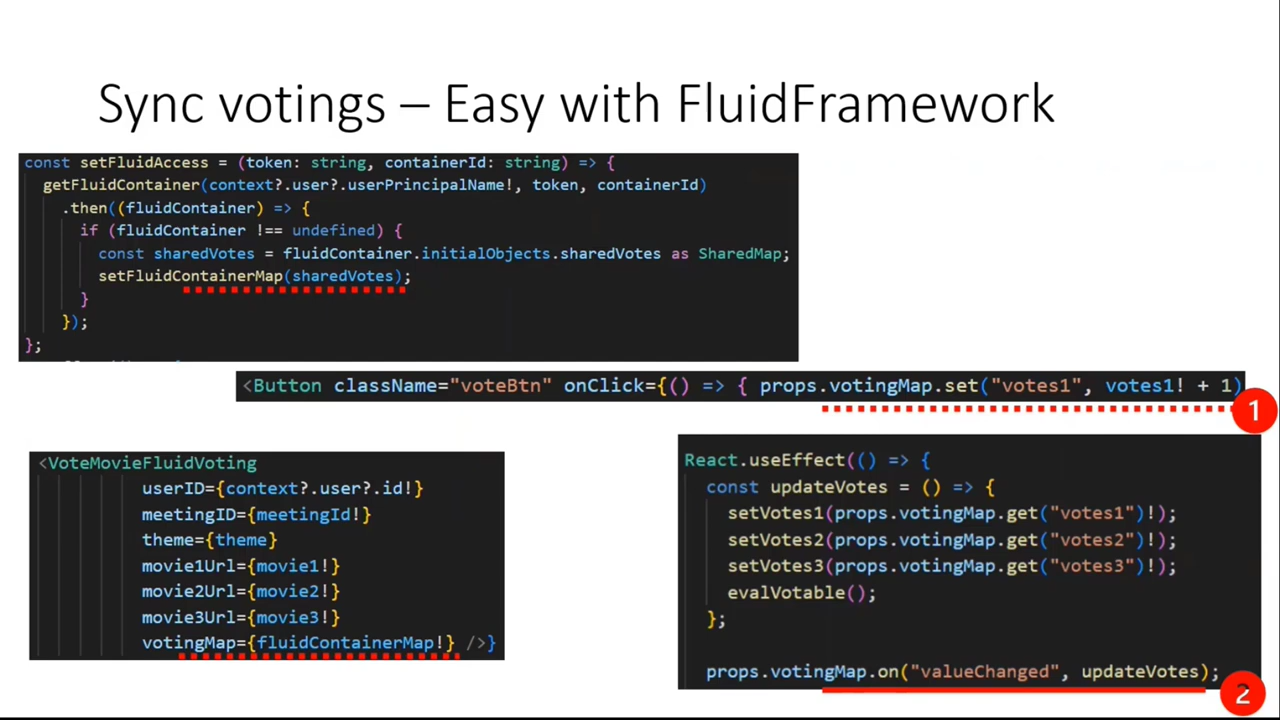 Sync votings – Easy with FluidFramework
const setFluidAccess = (token: string, containerId: string) => {
getFluidContainer(context?.user?.userPrincipalName!, token, containerId)
.then((fluidContainer) => {
if (fluidContainer !== undefined) {
const sharedVotes = fluidContainer.initialObjects.sharedVotes as SharedMap;
setFluidContainerMap(sharedVotes);
}
});
};
<Button className="voteBtn" onClick={() => { props.votingMap.set("votes1", votes1! + 1)
1
<VoteMovieFluidVoting
userID={context?.user?.id!}
meetingID={meetingId!}
theme={theme}
movie1Url={movie1!}
movie2Url={movie2!}
movie3Url={movie3!}
votingMap={fluidContainerMap!} />}
React.useEffect(() => {
const updateVotes = () => {
setVotes1(props.votingMap.get("votes1")!);
setVotes2(props.votingMap.get("votes2")!);
setVotes3(props.votingMap.get("votes3")!);
evalVotable();
};
props.votingMap.on("valueChanged", updateVotes);
2